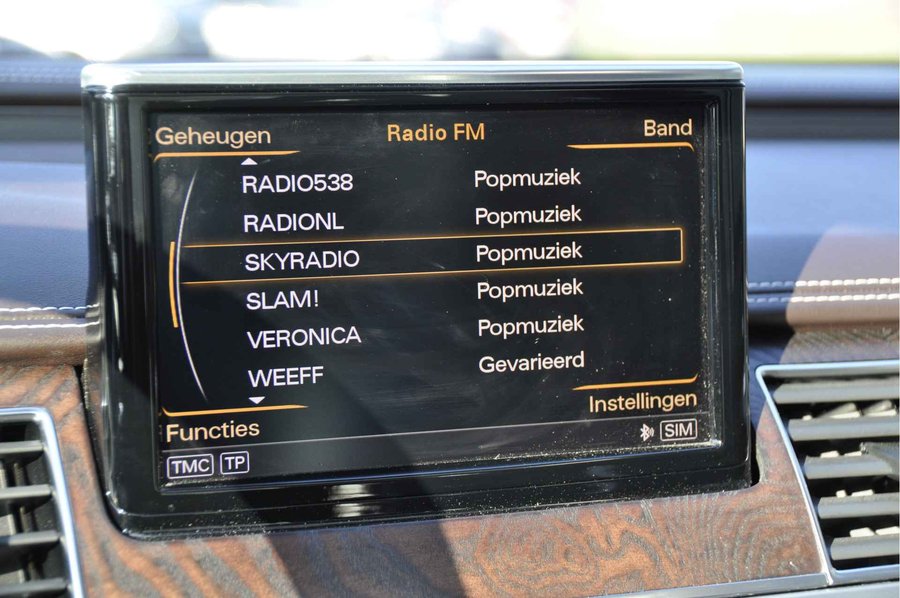 Geheugen Radio FM Band
RADIO538 Popmuziek
RADIONL Popmuziek
SKYRADIO Popmuziek
SLAM! Popmuziek
VERONICA Popmuziek
WEEFF Gevarieerd
Functies Instellingen
TMC TP SIM